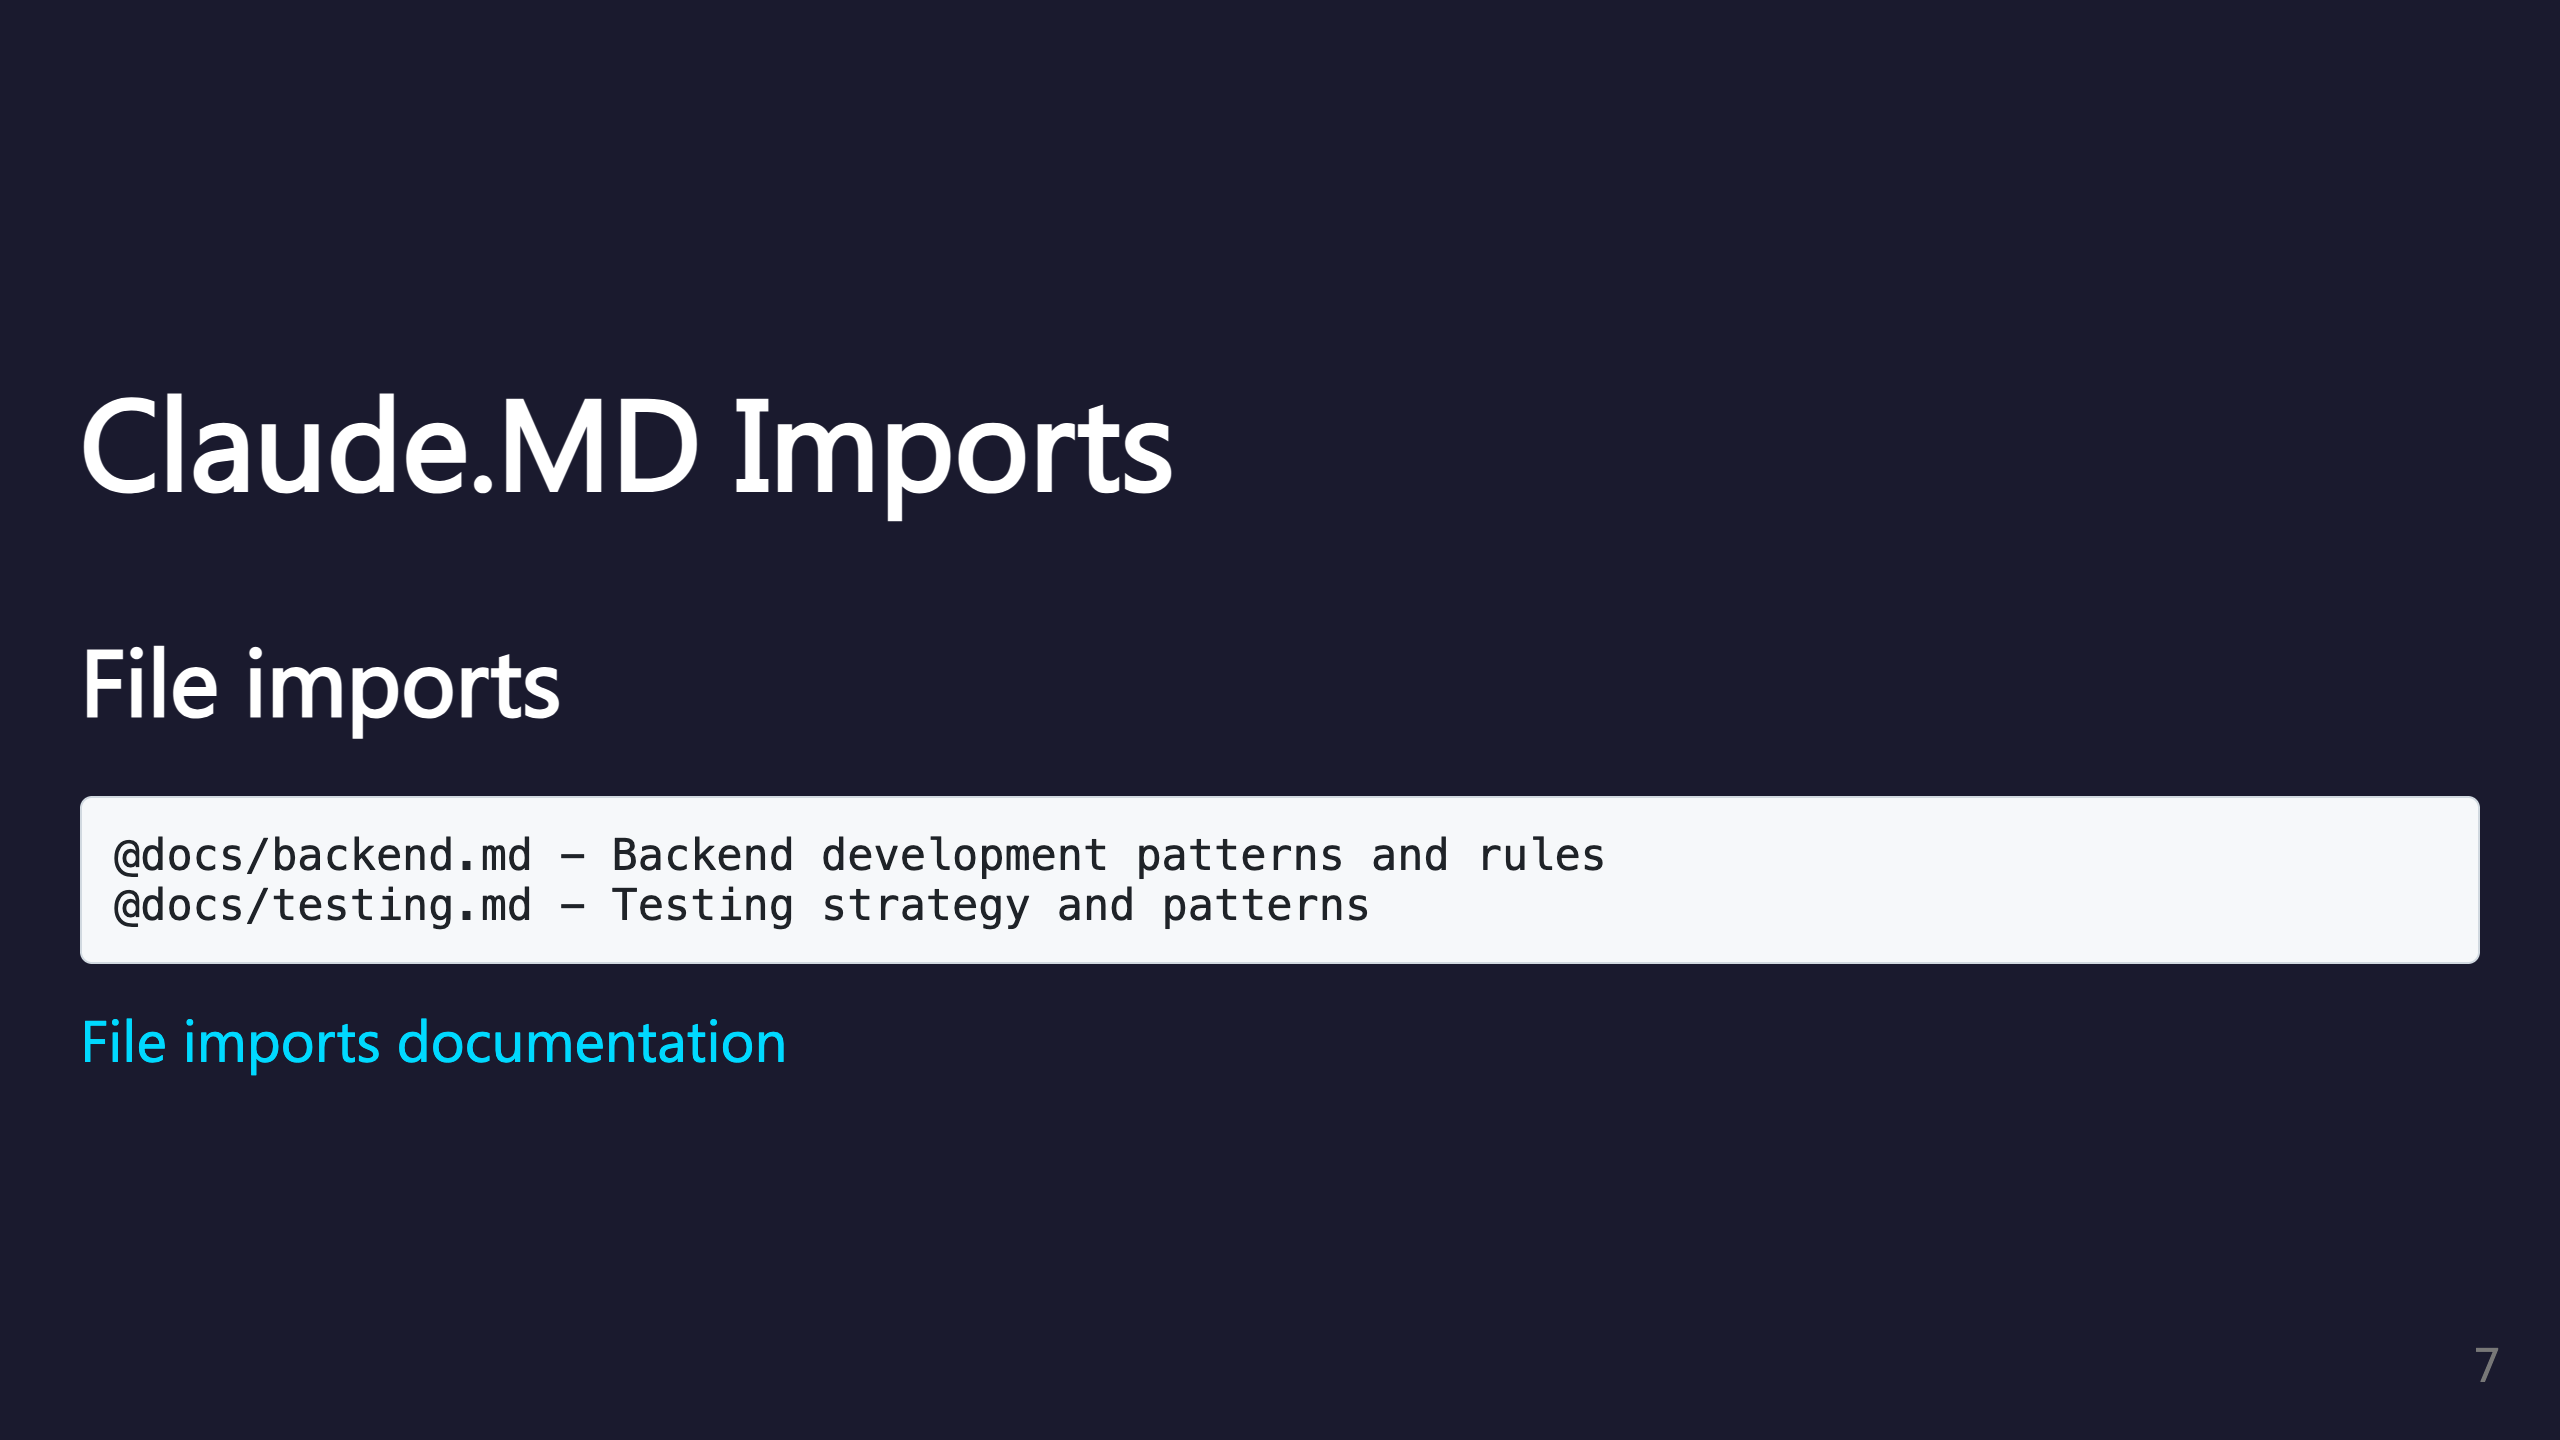 Claude.MD Imports
File imports
@docs/backend.md – Backend development patterns and rules
@docs/testing.md – Testing strategy and patterns
File imports documentation
7